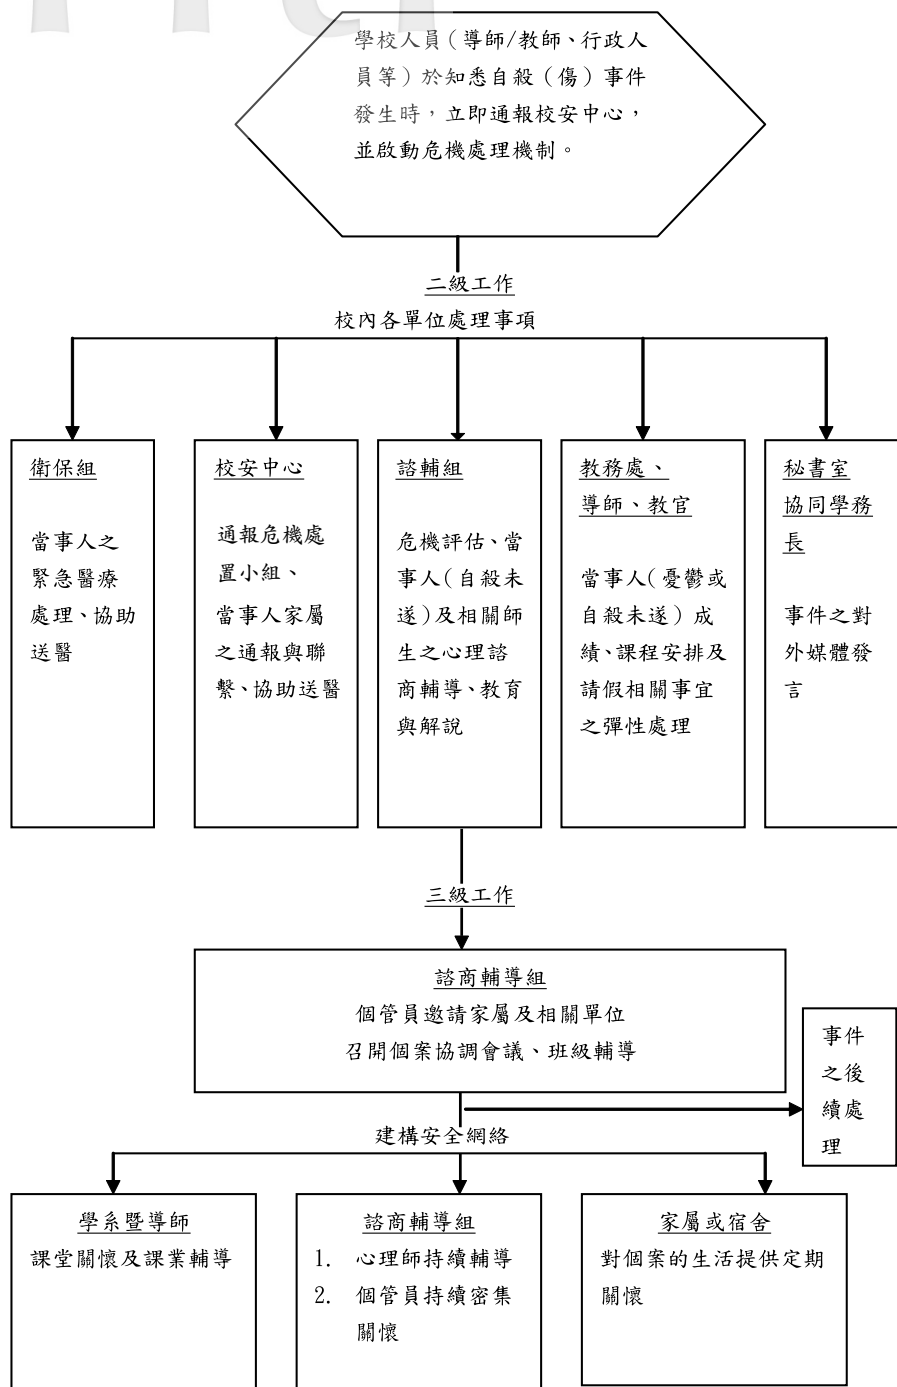 學校人員(導師/教師、行政人
員等)於知悉自殺(傷)事件
發生時,立即通報校安中心,
並啟動危機處理機制。
二級工作
校內各單位處理事項
衛保組
當事人之
緊急醫療
處理、協助
送醫
校安中心
通報危機處
置小組、
當事人家屬
之通報與聯
繫、協助送醫
諮輔組
危機評估、當
事人(自殺未
遂)及相關師
生之心理諮
商輔導、教育
與解說
教務處、
導師、教官
當事人(憂鬱或
自殺未遂)成
績、課程安排及
請假相關事宜
之彈性處理
秘書室
協同學務
長
事件之對
外媒體發
言
三級工作
諮商輔導組
個管員邀請家屬及相關單位
召開個案協調會議、班級輔導
事件
之後
續處
理
建構安全網絡
學系暨導師
課堂關懷及課業輔導
諮商輔導組
1. 心理師持續輔導
2. 個管員持續密集
關懷
家屬或宿舍
對個案的生活提供定期
關懷